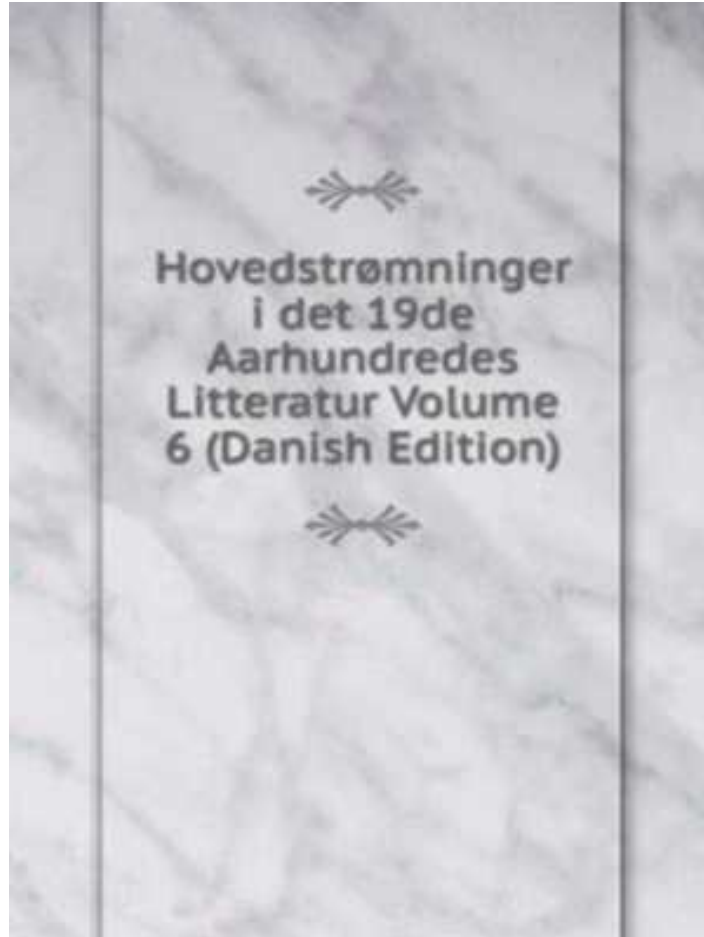 Hovedstrømninger
i det 19de
Aarhundredes
Litteratur Volume
6 (Danish Edition)